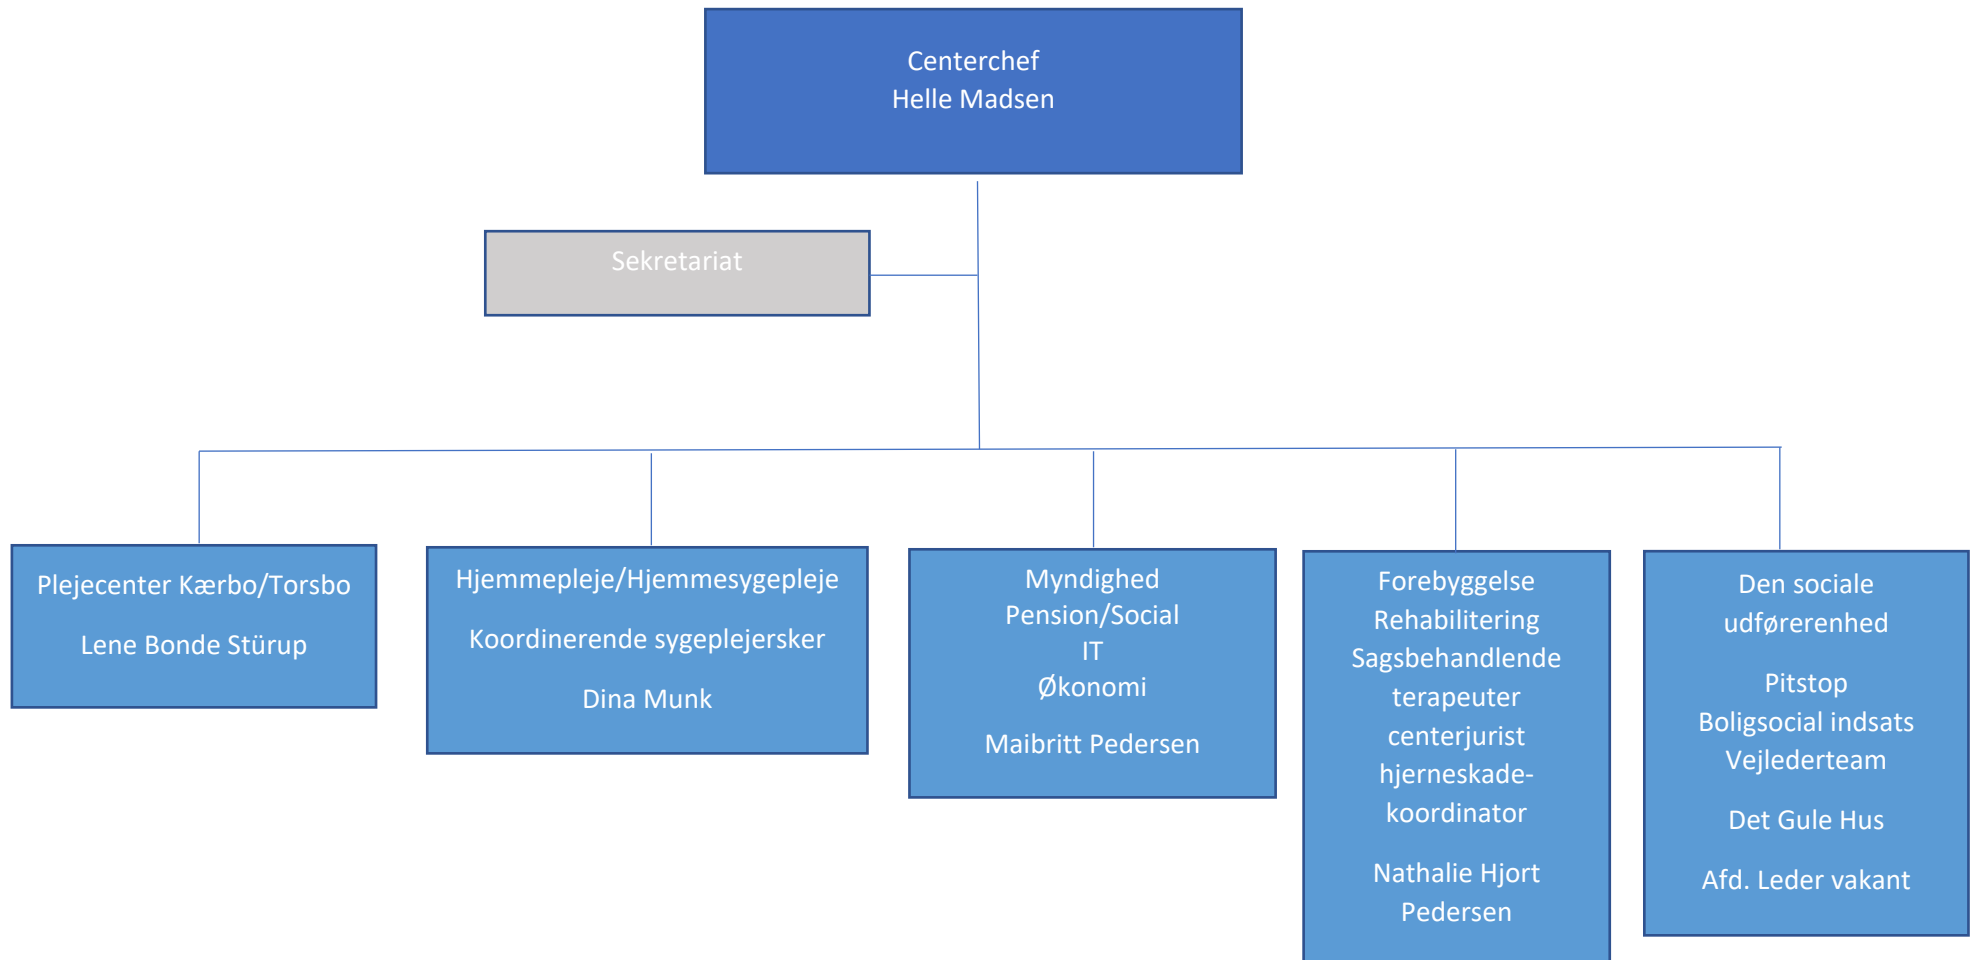 Centerchef
Helle Madsen
Sekretariat
Plejecenter Kærbo/Torsbo
Lene Bonde Stürup
Hjemmepleje/Hjemmesygepleje
Koordinerende sygeplejersker
Dina Munk
Myndighed
Pension/Social
IT
Økonomi
Maibritt Pedersen
Forebyggelse
Rehabilitering
Sagsbehandlende
terapeuter
centerjurist
hjerneskade-
koordinator
Nathalie Hjort
Pedersen
Den sociale
udførerenhed
Pitstop
Boligsocial indsats
Vejlederteam
Det Gule Hus
Afd. Leder vakant